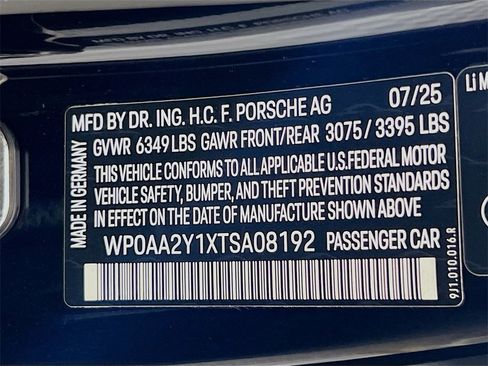 MFD BY DR. ING. H.C. F. PORSCHE AG 07/25
GVWR 6349 LBS GAWR FRONT/REAR 3075 / 3395 LBS
THIS VEHICLE CONFORMS TO ALL APPLICABLE U.S. FEDERAL MOTOR
VEHICLE SAFETY, BUMPER, AND THEFT PREVENTION STANDARDS
IN EFFECT ON THE DATE OF MANUFACTURE SHOWN ABOVE
WP0AA2Y1XTSA08192 PASSENGER CAR
MADE IN GERMANY
9J1.010.016.R
Li M